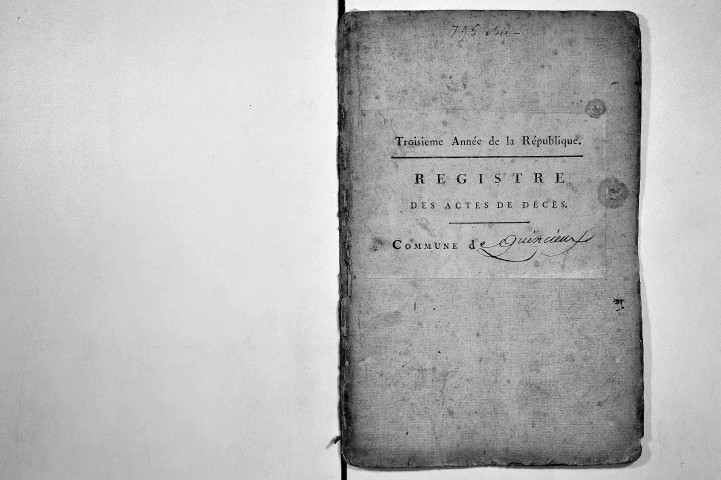 Troisieme Année de la République.
REGISTRE
DES ACTES DE DÉCÈS.
COMMUNE de Quincieux